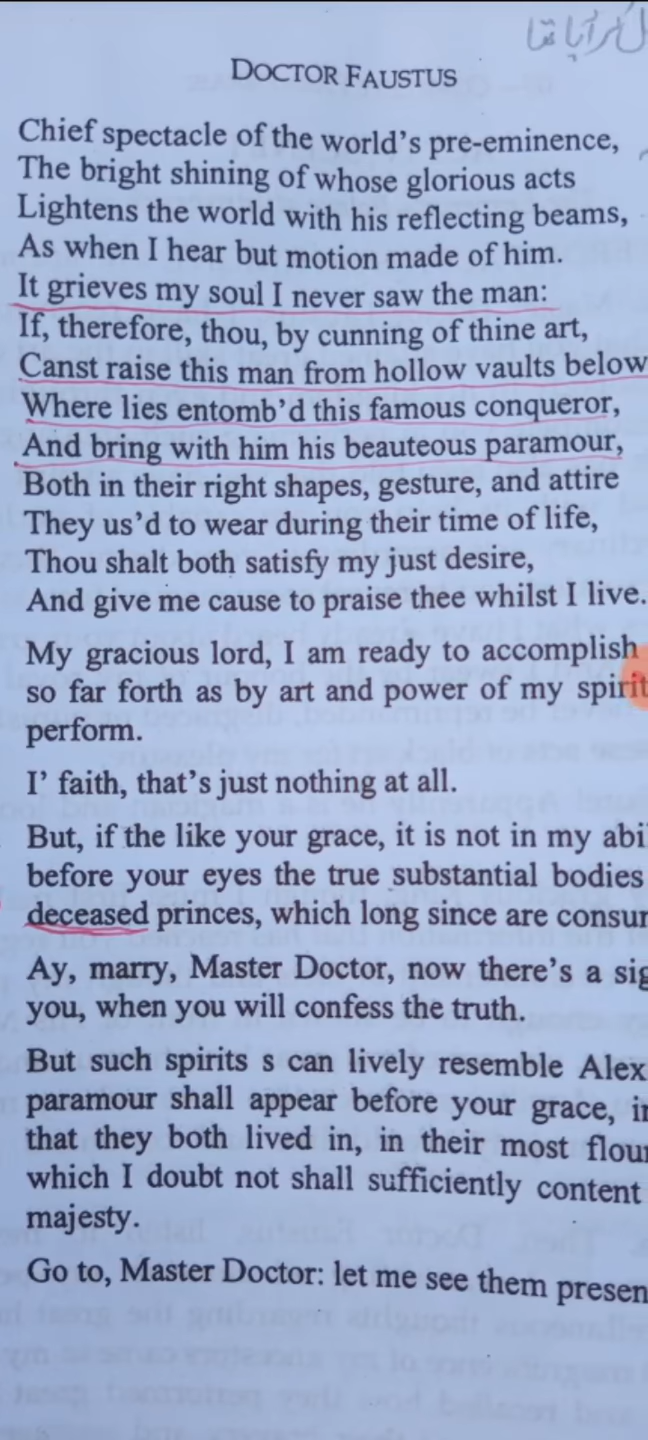 DOCTOR FAUSTUS
Chief spectacle of the world's pre-eminence,
The bright shining of whose glorious acts
Lightens the world with his reflecting beams,
As when I hear but motion made of him.
It grieves my soul I never saw the man:
If, therefore, thou, by cunning of thine art,
Canst raise this man from hollow vaults below
Where lies entomb'd this famous conqueror,
And bring with him his beauteous paramour,
Both in their right shapes, gesture, and attire
They us'd to wear during their time of life,
Thou shalt both satisfy my just desire,
And give me cause to praise thee whilst I live.
My gracious lord, I am ready to accomplish
so far forth as by art and power of my spirit
perform.
I' faith, that's just nothing at all.
But, if the like your grace, it is not in my abi
before your eyes the true substantial bodies
deceased princes, which long since are consu
Ay, marry, Master Doctor, now there's a sig
you, when you will confess the truth.
But such spirits s can lively resemble Alex
paramour shall appear before your grace, i
that they both lived in, in their most flou
which I doubt not shall sufficiently content
majesty.
Go to, Master Doctor: let me see them presen